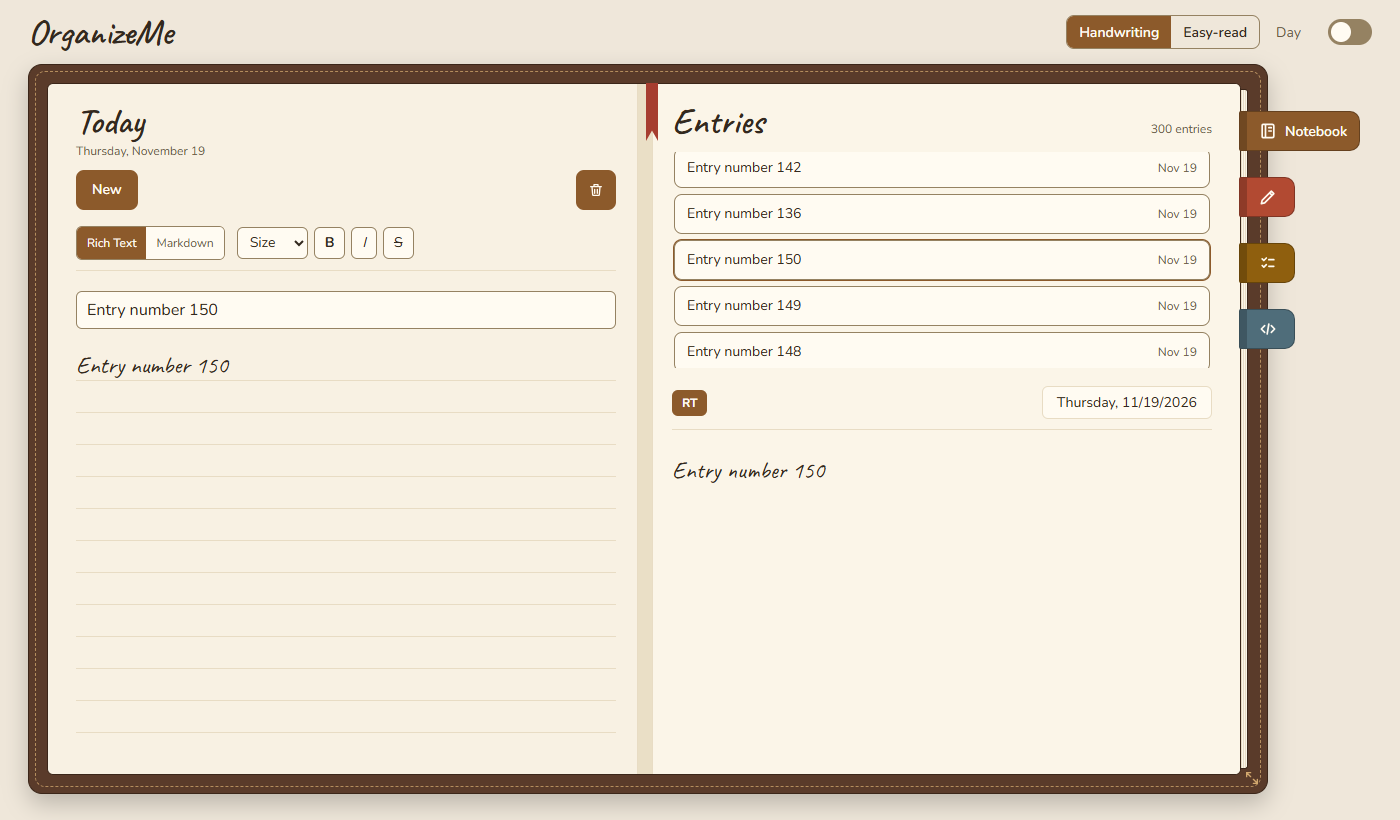 OrganizeMe
Handwriting Easy-read Day
Today
Thursday, November 19
New
Rich Text Markdown Size B I S
Entry number 150
Entry number 150
Entries
300 entries
Entry number 142 Nov 19
Entry number 136 Nov 19
Entry number 150 Nov 19
Entry number 149 Nov 19
Entry number 148 Nov 19
RT Thursday, 11/19/2026
Entry number 150
Notebook